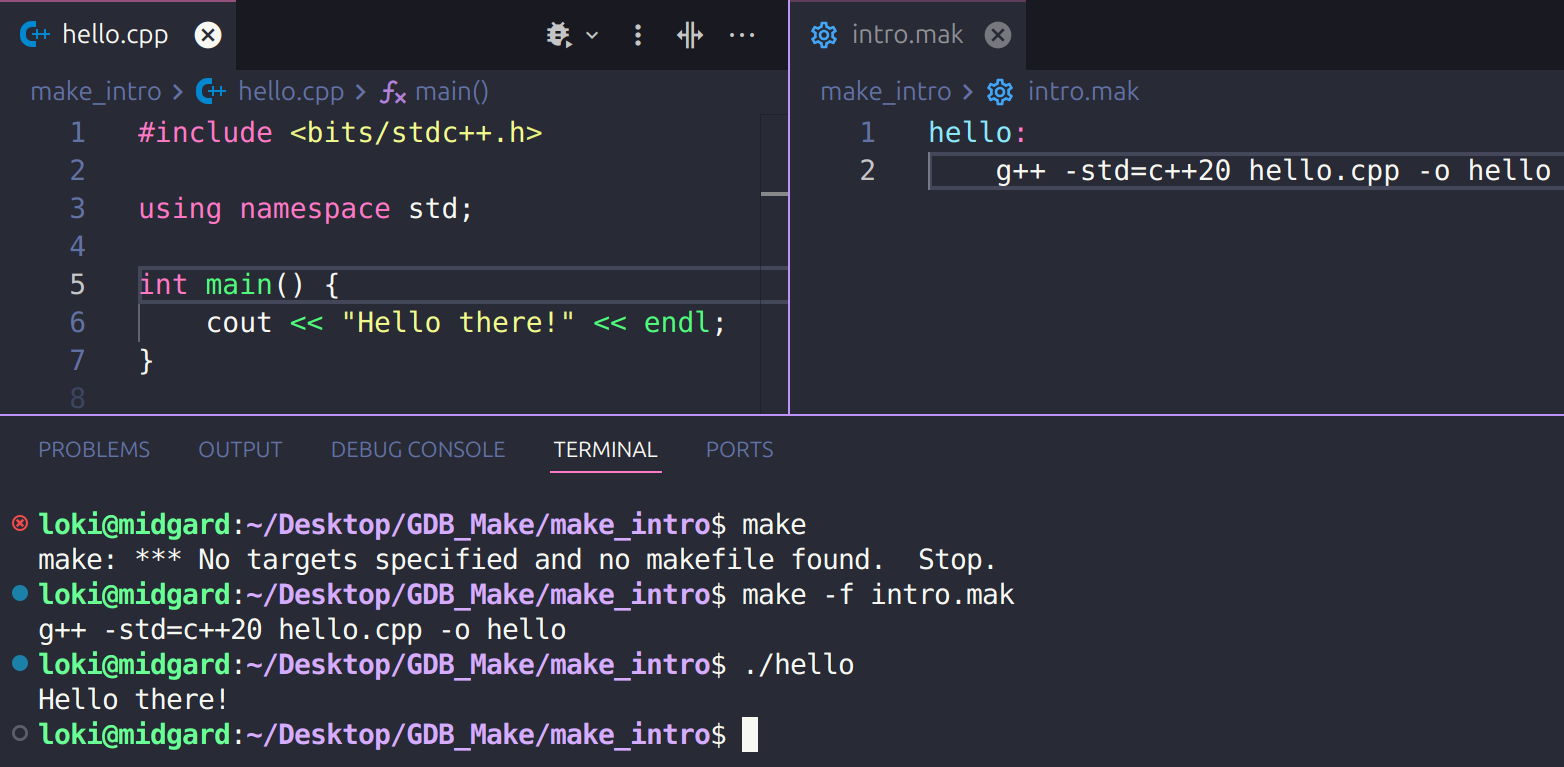 hello.cpp
make_intro > hello.cpp > main()
1 #include <bits/stdc++.h>
2
3 using namespace std;
4
5 int main() {
6     cout << "Hello there!" << endl;
7 }
8
intro.mak
make_intro > intro.mak
1 hello:
2     g++ -std=c++20 hello.cpp -o hello
PROBLEMS OUTPUT DEBUG CONSOLE TERMINAL PORTS
loki@midgard:~/Desktop/GDB_Make/make_intro$ make
make: *** No targets specified and no makefile found.  Stop.
loki@midgard:~/Desktop/GDB_Make/make_intro$ make -f intro.mak
g++ -std=c++20 hello.cpp -o hello
loki@midgard:~/Desktop/GDB_Make/make_intro$ ./hello
Hello there!
loki@midgard:~/Desktop/GDB_Make/make_intro$